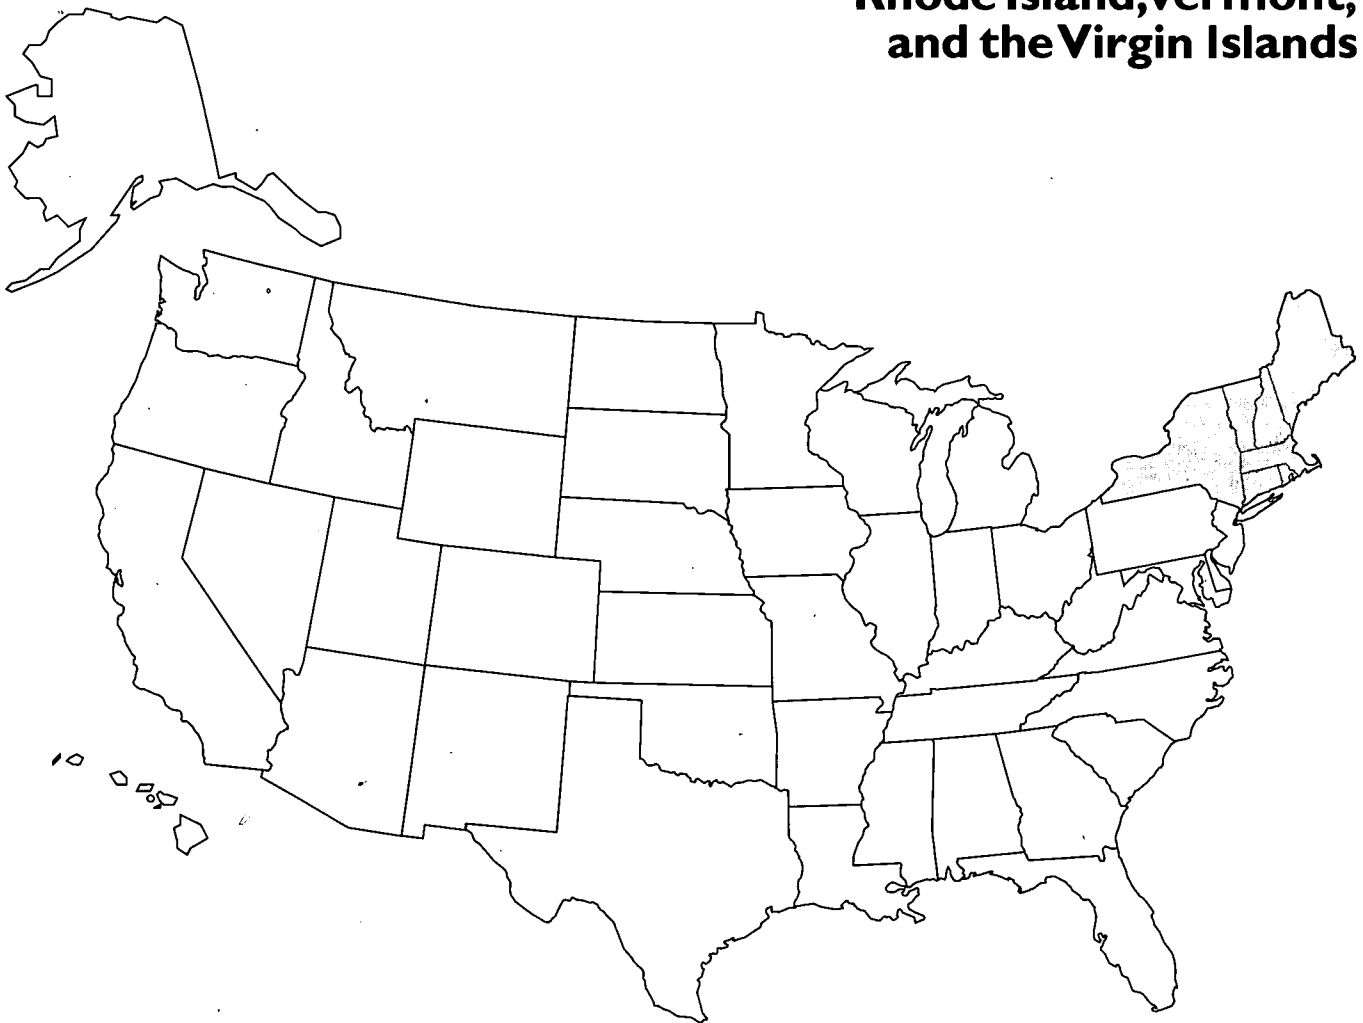 Rhode Island, Vermont,
and the Virgin Islands